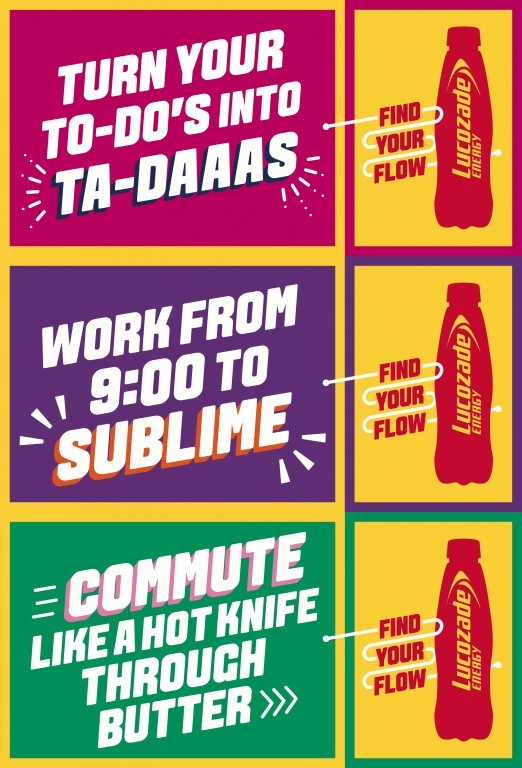 TURN YOUR
TO-DO'S INTO
TA-DAAAS
FIND
YOUR
FLOW
Lucozade
ENERGY
WORK FROM
9:00 TO
SUBLIME
FIND
YOUR
FLOW
Lucozade
ENERGY
COMMUTE
LIKE A HOT KNIFE
THROUGH
BUTTER
FIND
YOUR
FLOW
Lucozade
ENERGY